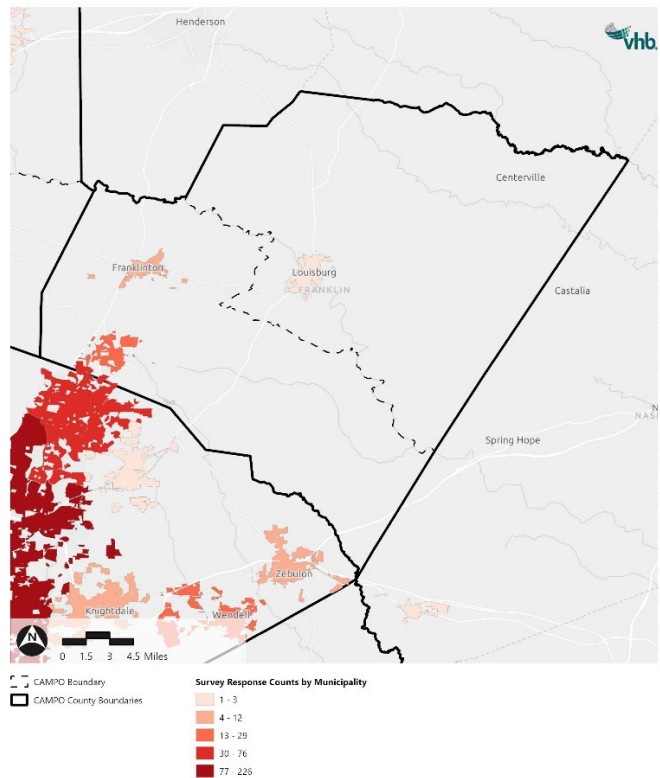 Henderson
vhb.
Centerville
Franklinton
Louisburg
FRANKLIN
Castalia
Spring Hope
NASH
Zebulon
Knightdale
Wendell
N
0 1.5 3 4.5 Miles
CAMPO Boundary
CAMPO County Boundaries
Survey Response Counts by Municipality
1 - 3
4 - 12
13 - 29
30 - 76
77 - 226